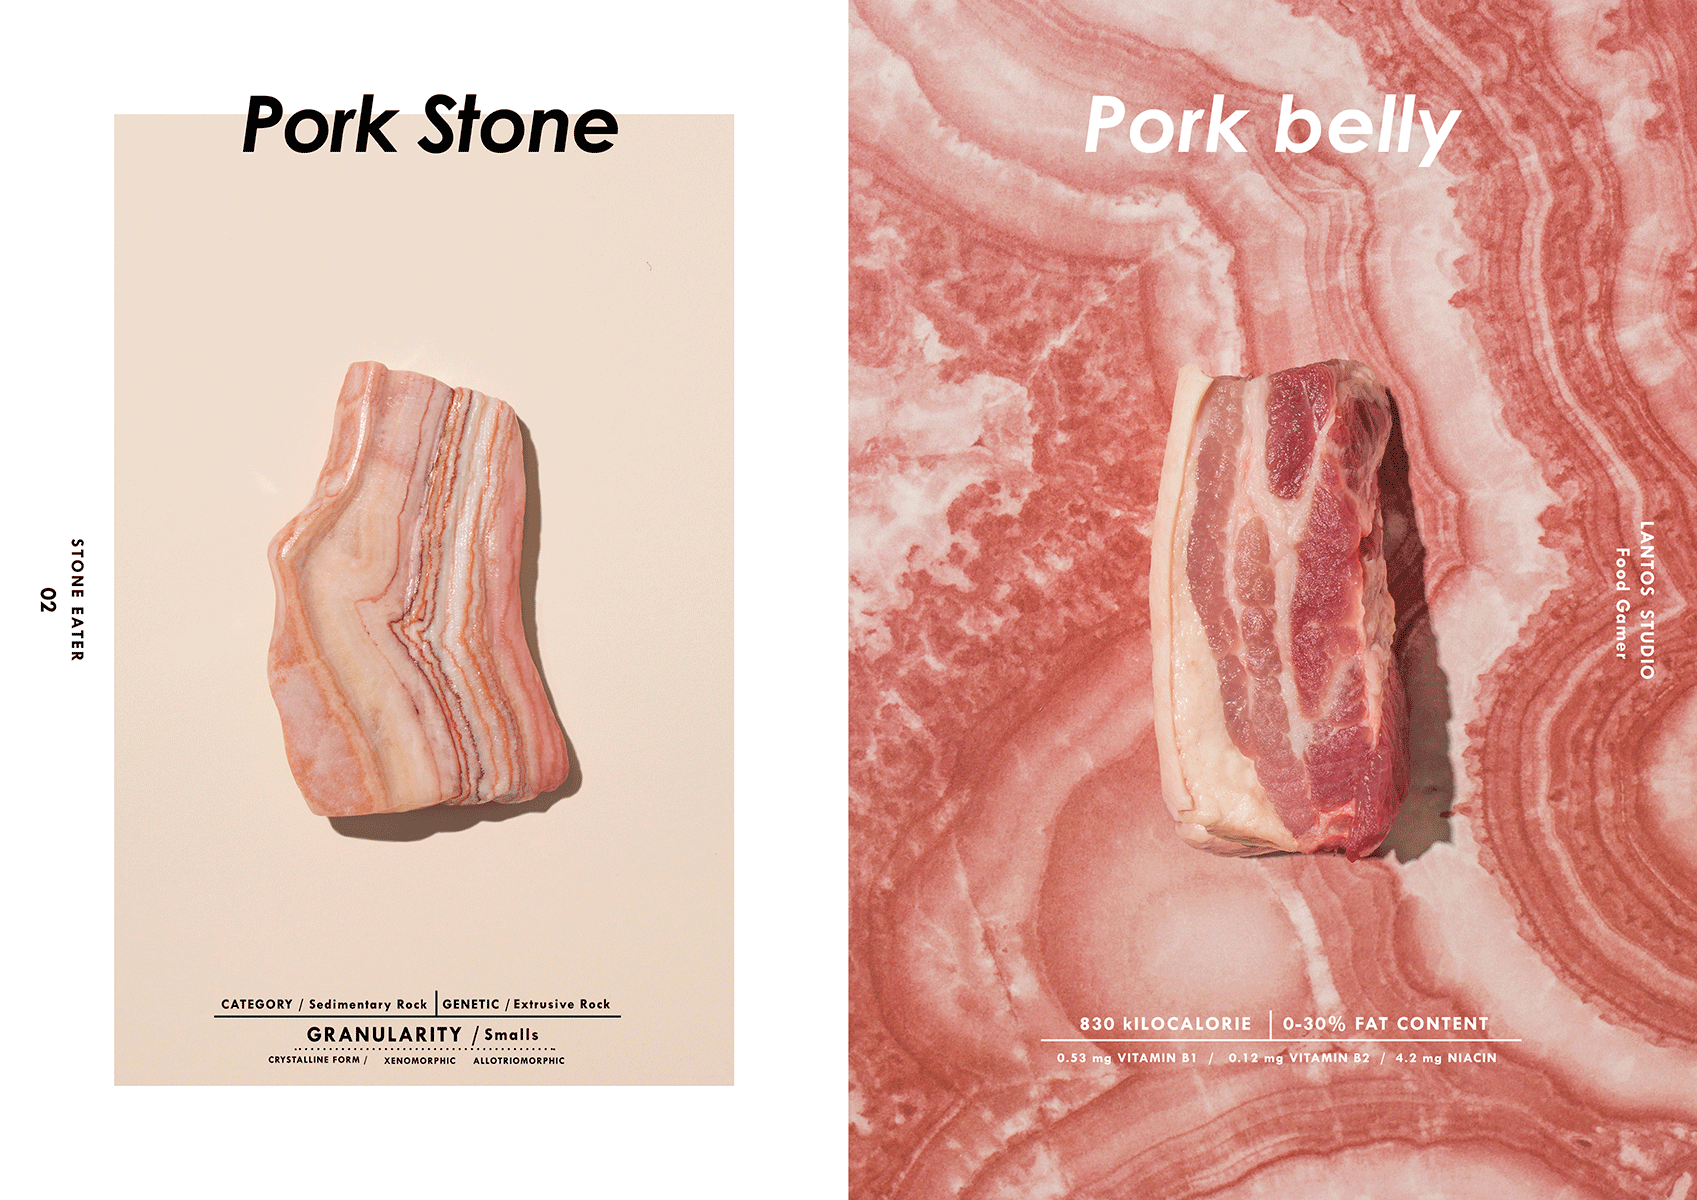 Pork Stone
STONE EATER
02
CATEGORY / Sedimentary Rock | GENETIC / Extrusive Rock
GRANULARITY / Smalls
CRYSTALLINE FORM / XENOMORPHIC ALLOTRIOMORPHIC
Pork belly
LANTOS STUDIO
Food Gamer
830 kILOCALORIE | 0-30% FAT CONTENT
0.53 mg VITAMIN B1 / 0.12 mg VITAMIN B2 / 4.2 mg NIACIN